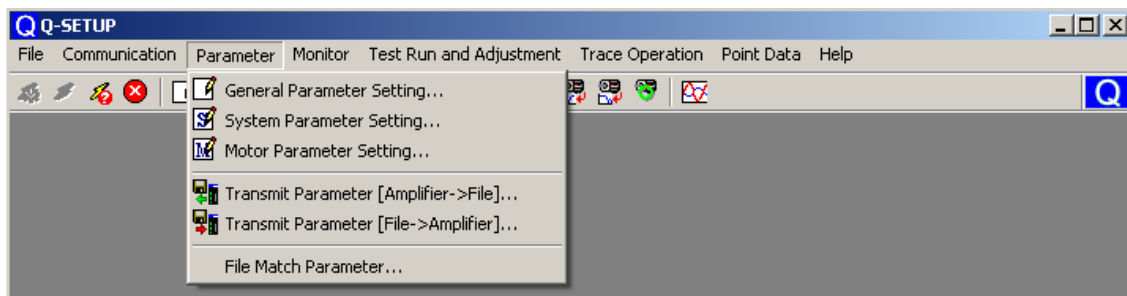 Q Q-SETUP
File Communication Parameter Monitor Test Run and Adjustment Trace Operation Point Data Help
General Parameter Setting...
System Parameter Setting...
Motor Parameter Setting...
Transmit Parameter [Amplifier->File]...
Transmit Parameter [File->Amplifier]...
File Match Parameter...
Q